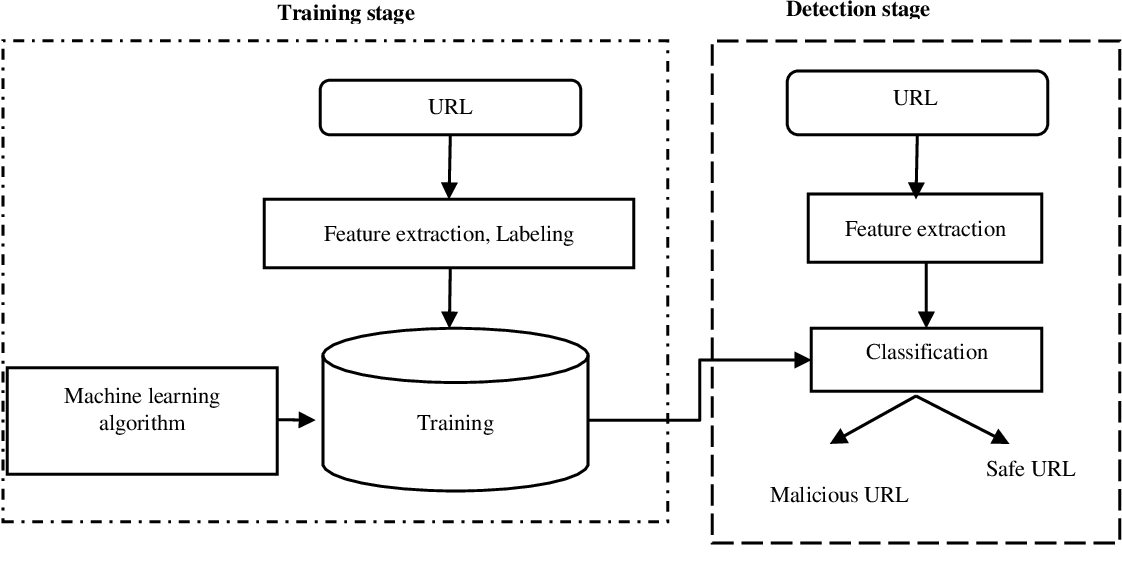 Training stage
URL
Feature extraction, Labeling
Machine learning
algorithm
Training
Detection stage
URL
Feature extraction
Classification
Malicious URL
Safe URL